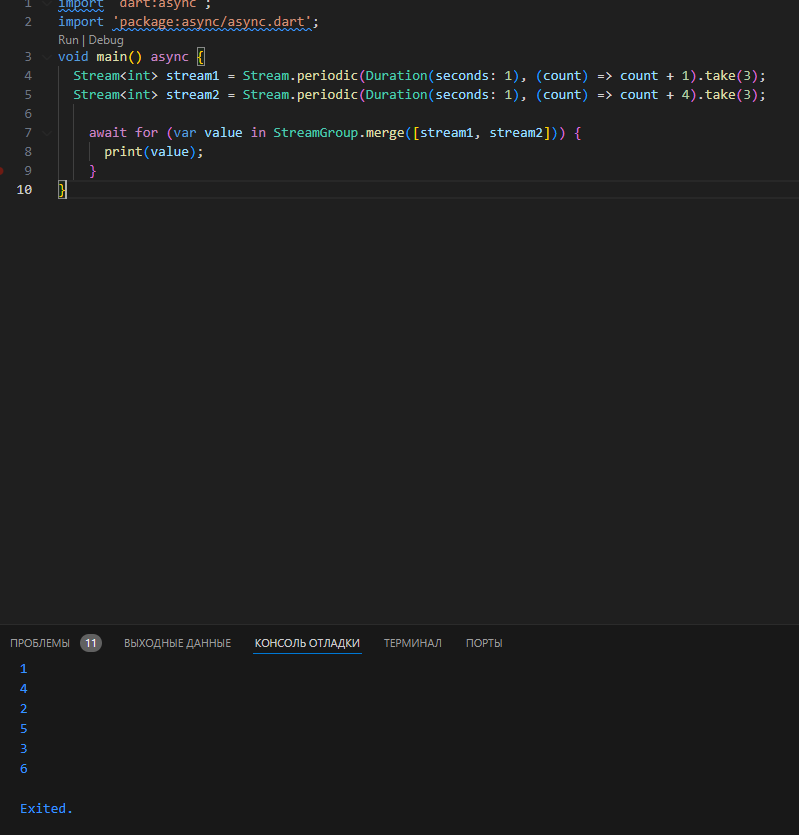 1 import 'dart:async';
2 import 'package:async/async.dart';
Run | Debug
3 void main() async {
4 Stream<int> stream1 = Stream.periodic(Duration(seconds: 1), (count) => count + 1).take(3);
5 Stream<int> stream2 = Stream.periodic(Duration(seconds: 1), (count) => count + 4).take(3);
6
7 await for (var value in StreamGroup.merge([stream1, stream2])) {
8 print(value);
9 }
10 }
ПРОБЛЕМЫ 11 ВЫХОДНЫЕ ДАННЫЕ КОНСОЛЬ ОТЛАДКИ ТЕРМИНАЛ ПОРТЫ
1
4
2
5
3
6
Exited.